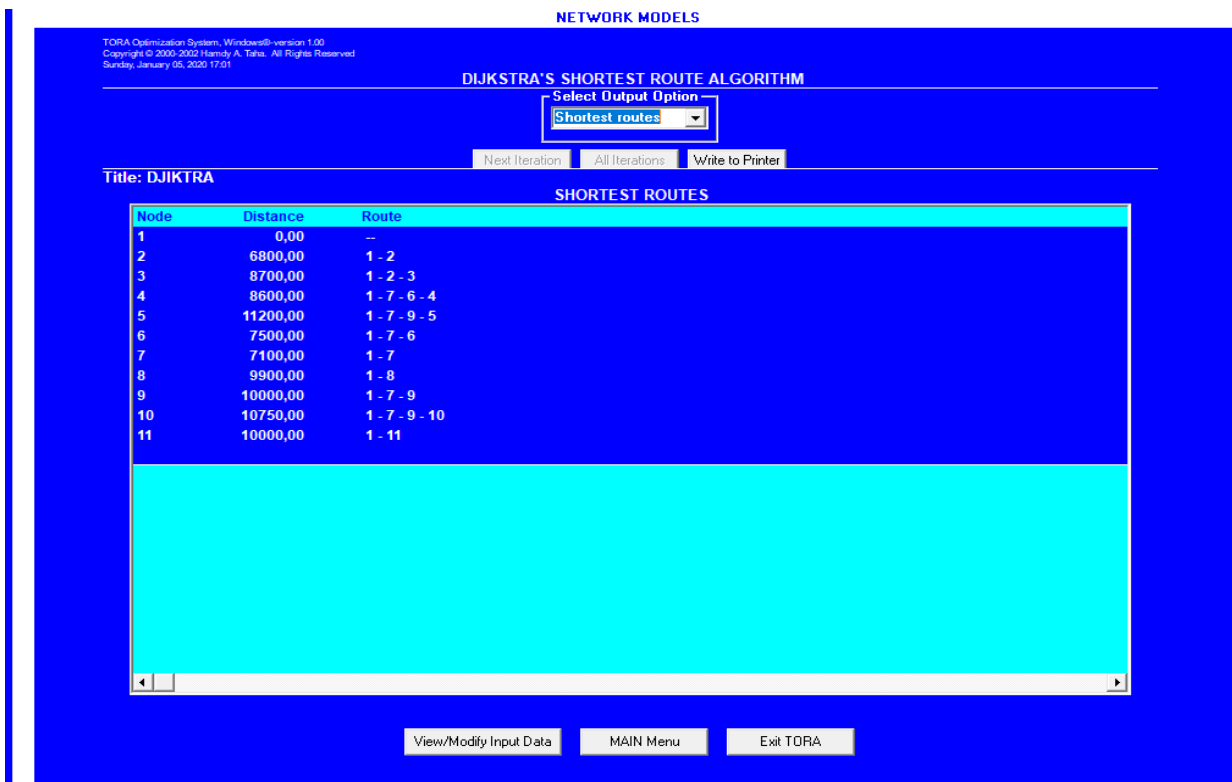 NETWORK MODELS
TORA Optimization System, Windows®-version 1.00
Copyright © 2000-2002 Hamdy A. Taha. All Rights Reserved
Sunday, January 05, 2020 17:01
DIJKSTRA'S SHORTEST ROUTE ALGORITHM
Select Output Option
Shortest routes
Next Iteration All Iterations Write to Printer
Title: DJIKTRA
SHORTEST ROUTES
Node Distance Route
1 0,00 --
2 6800,00 1 - 2
3 8700,00 1 - 2 - 3
4 8600,00 1 - 7 - 6 - 4
5 11200,00 1 - 7 - 9 - 5
6 7500,00 1 - 7 - 6
7 7100,00 1 - 7
8 9900,00 1 - 8
9 10000,00 1 - 7 - 9
10 10750,00 1 - 7 - 9 - 10
11 10000,00 1 - 11
View/Modify Input Data MAIN Menu Exit TORA